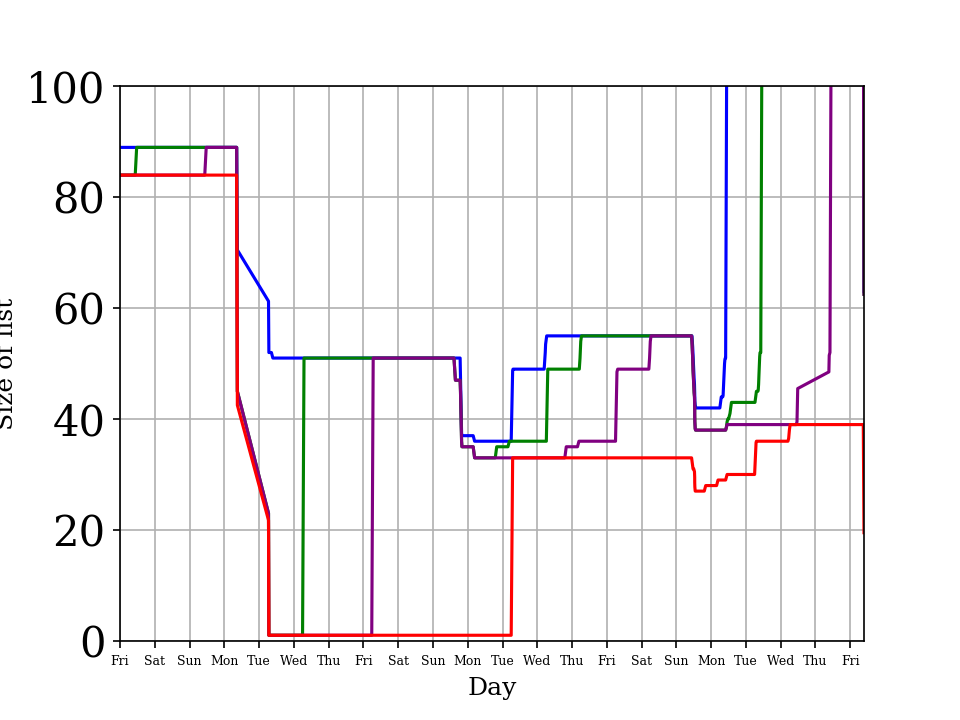 100
80
60
40
20
0
Size of list
Fri Sat Sun Mon Tue Wed Thu Fri Sat Sun Mon Tue Wed Thu Fri Sat Sun Mon Tue Wed Thu Fri
Day